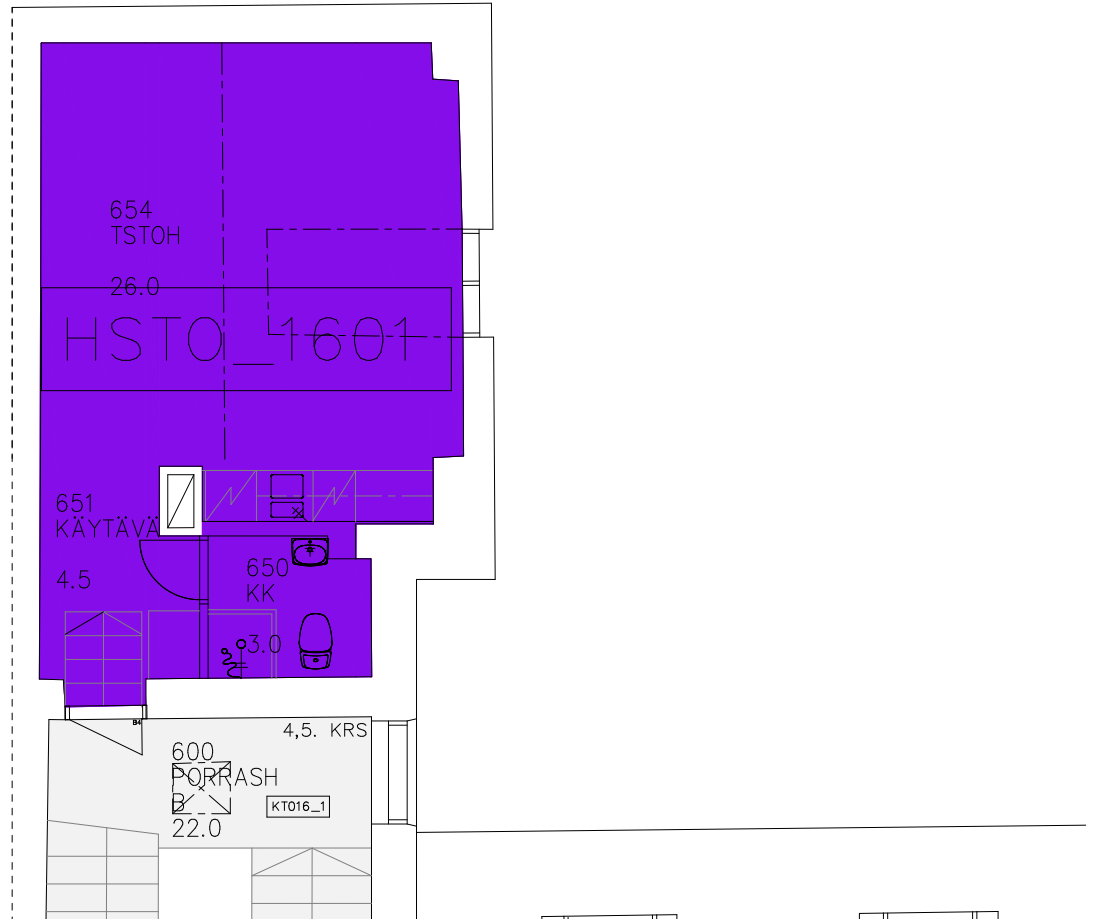 654
TSTOH
26.0
HSTO_1601
651
KÄYTÄVÄ
4.5
650
KK
3.0
B4
4,5. KRS
600
PORRASH
B
22.0
KT016_1